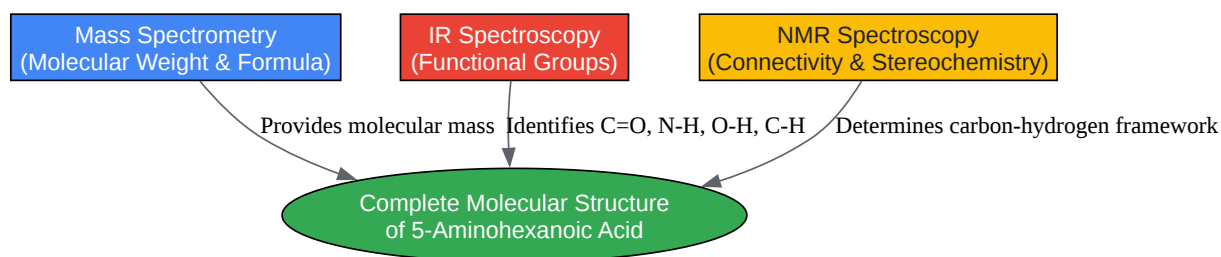 Mass Spectrometry
(Molecular Weight & Formula)
IR Spectroscopy
(Functional Groups)
NMR Spectroscopy
(Connectivity & Stereochemistry)
Provides molecular mass
Identifies C=O, N-H, O-H, C-H
Determines carbon-hydrogen framework
Complete Molecular Structure
of 5-Aminohexanoic Acid